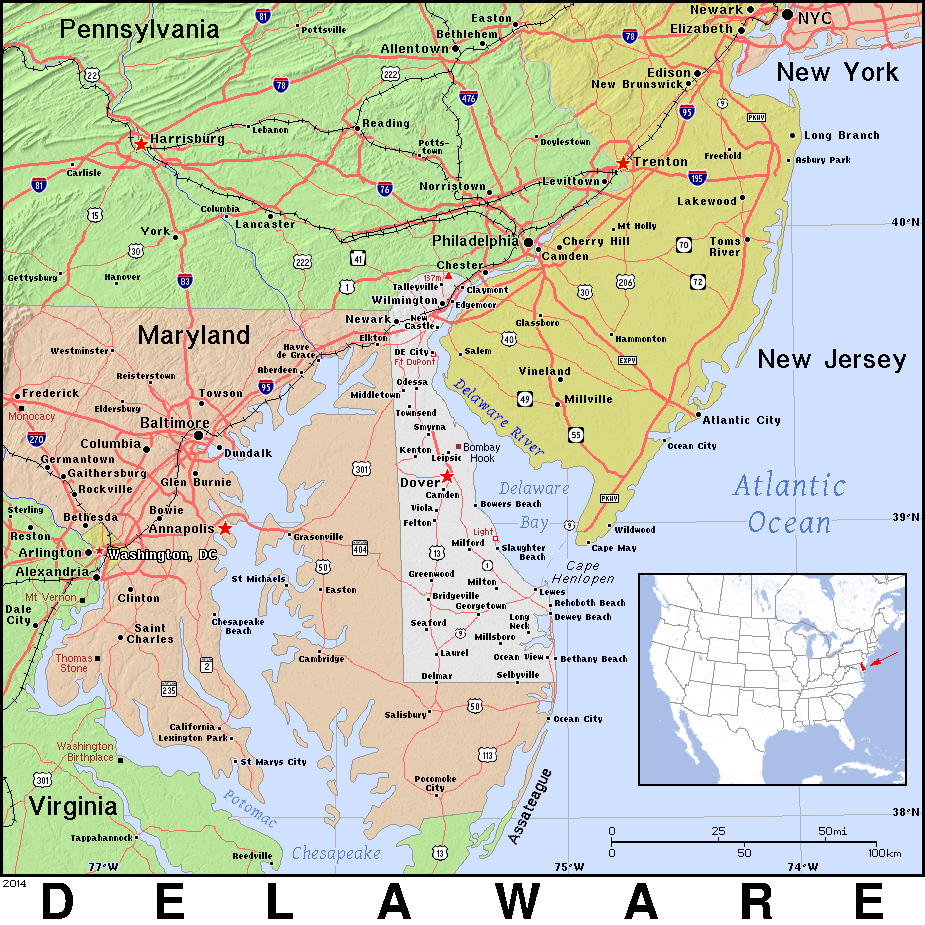 Pennsylvania
81
Pottsville
Easton
Bethlehem
Allentown
Newark
NYC
Elizabeth
78
22
222
78
Edison
New Brunswick
New York
476
9
PKWY
95
Harrisburg
Lebanon
Reading
Potts-
town
Doylestown
Long Branch
Freehold
Asbury Park
Trenton
Carlisle
81
76
Norristown
Levittown
195
Lakewood
15
Columbia
Lancaster
Mt Holly
40°N
York
30
Philadelphia
Cherry Hill
Camden
70
Toms
River
222
41
Chester
Gettysburg
Hanover
83
1
137m
Talleyville
Claymont
30
206
72
Wilmington
Edgemoor
Newark
New
Castle
Glassboro
Maryland
Elkton
40
Hammonton
Westminster
Havre
de Grace
DE City
Ft DuPont
Salem
EXPY
New Jersey
Aberdeen
Reisterstown
95
Odessa
Vineland
Frederick
Towson
Middletown
Delaware River
49
Millville
Monocacy
Eldersburg
Townsend
Baltimore
Smyrna
Atlantic City
270
Columbia
Dundalk
Kenton
Leipsic
Bombay
Hook
55
Ocean City
Germantown
Gaithersburg
301
Rockville
Glen Burnie
Dover
Camden
Delaware
Bay
Atlantic
Ocean
PKWY
Sterling
Bowie
Viola
Bowers Beach
Bethesda
Annapolis
Felton
39°N
Reston
Light
9
Wildwood
Arlington
Washington, DC
Grasonville
404
13
Milford
Slaughter
Beach
Cape May
Alexandria
50
1
Cape
Henlopen
St Michaels
Greenwood
Milton
Mt Vernon
Clinton
Easton
Bridgeville
Lewes
Dale
City
Georgetown
Rehoboth Beach
Chesapeake
Beach
Seaford
9
Long
Neck
Dewey Beach
Saint
Charles
Millsboro
Thomas
Stone
2
Cambridge
Laurel
Ocean View
Bethany Beach
235
Delmar
Selbyville
Salisbury
50
Ocean City
California
Lexington Park
Washington
Birthplace
St Marys City
113
301
Pocomoke
City
Virginia
Potomac
Assateague
38°N
Tappahannock
0
25
50mi
Reedville
Chesapeake
13
0
50
100km
77°W
75°W
74°W
2014
D E L A W A R E